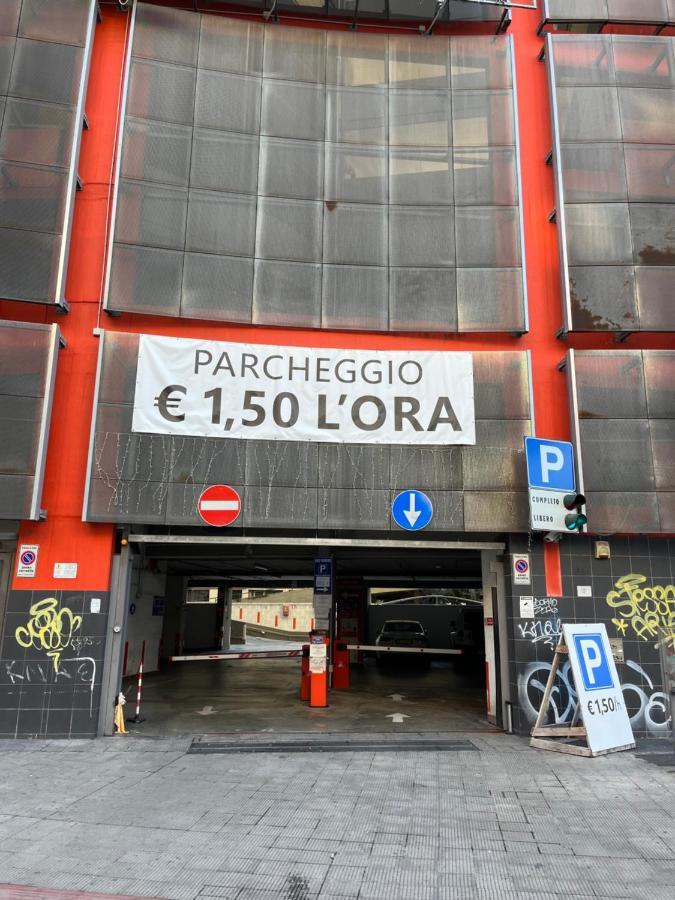 PARCHEGGIO
€ 1,50 L'ORA
P
COMPLETO
LIBERO
P
P
€1,50/h